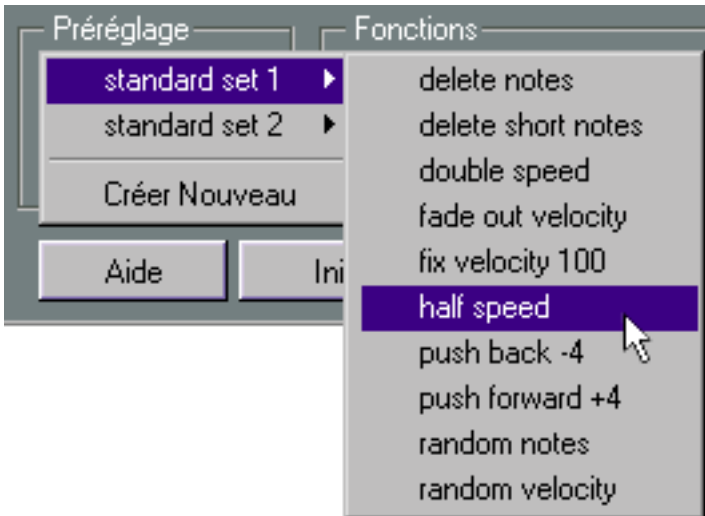 Préréglage
Fonctions
standard set 1
standard set 2
Créer Nouveau
Aide
Ini
delete notes
delete short notes
double speed
fade out velocity
fix velocity 100
half speed
push back -4
push forward +4
random notes
random velocity